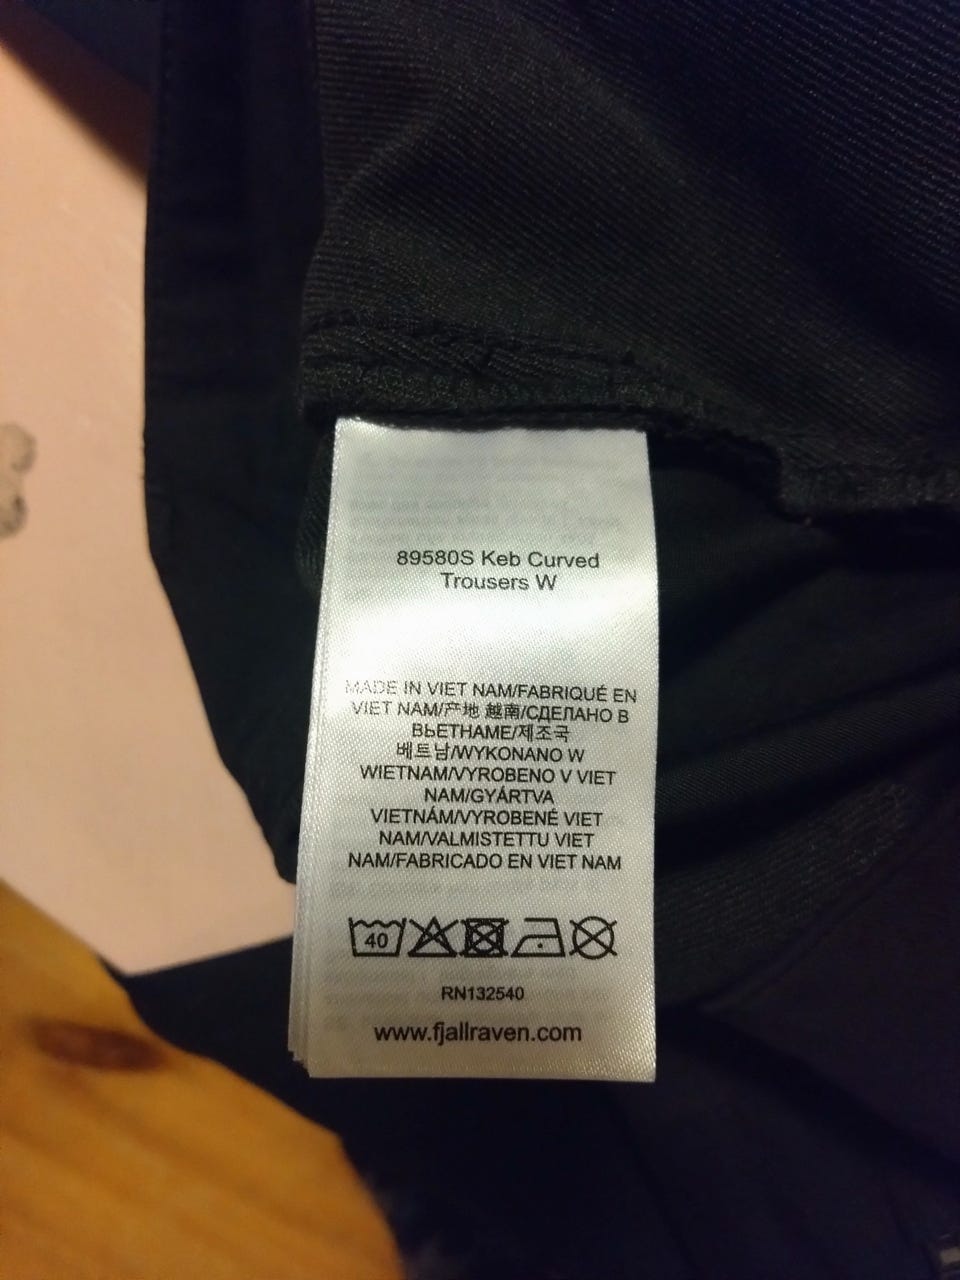 89580S Keb Curved
Trousers W
MADE IN VIET NAM/FABRIQUÉ EN
VIET NAM/产地 越南/СДЕЛАНО В
ВЬЕТНАМЕ/제조국
베트남/WYKONANO W
WIETNAM/VYROBENO V VIET
NAM/GYÁRTVA
VIETNÁM/VYROBENÉ VIET
NAM/VALMISTETTU VIET
NAM/FABRICADO EN VIET NAM
40
RN132540
www.fjallraven.com